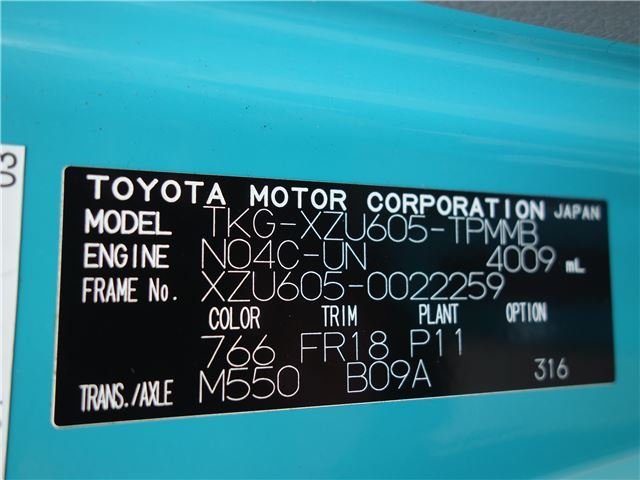 TOYOTA MOTOR CORPORATION JAPAN
MODEL TKG-XZU605-TPMMB
ENGINE N04C-UN 4009 mL
FRAME No. XZU605-0022259
COLOR TRIM PLANT OPTION
766 FR18 P11
TRANS./AXLE M550 B09A 316
03